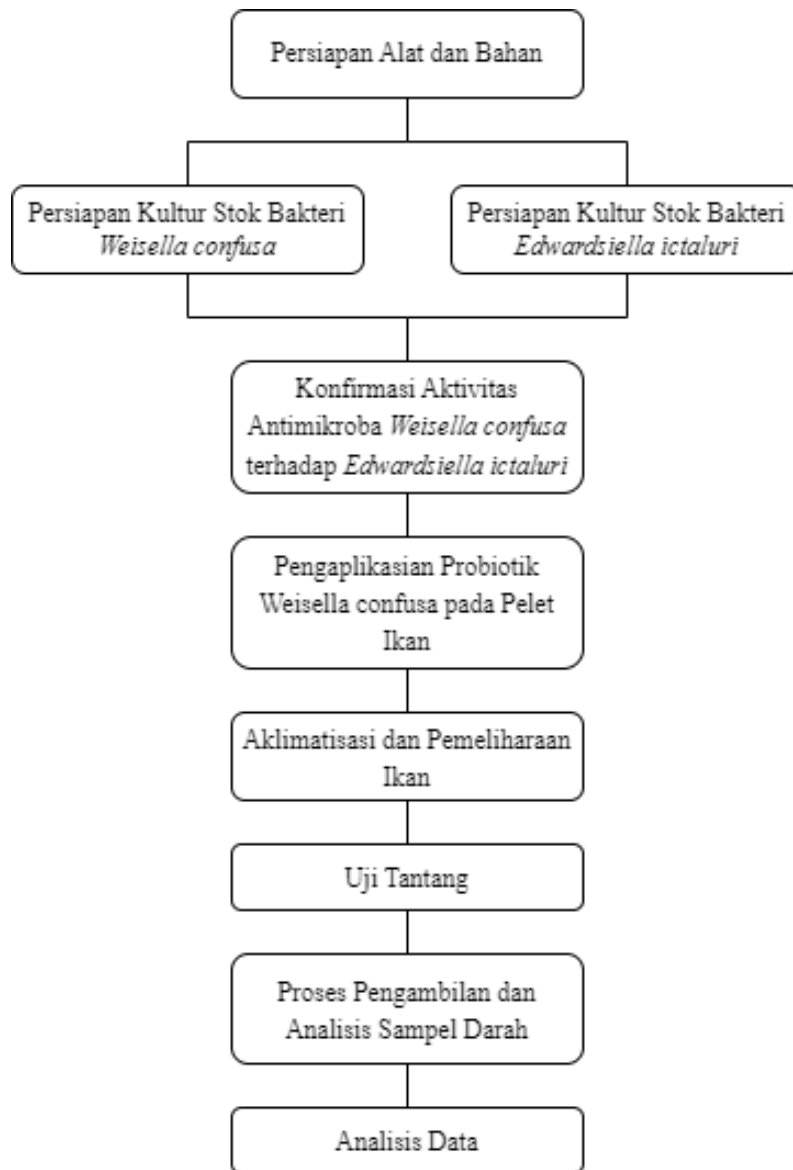 Persiapan Alat dan Bahan
Persiapan Kultur Stok Bakteri
Weisella confusa
Persiapan Kultur Stok Bakteri
Edwardsiella ictaluri
Konfirmasi Aktivitas
Antimikroba Weisella confusa
terhadap Edwardsiella ictaluri
Pengaplikasian Probiotik
Weisella confusa pada Pelet
Ikan
Aklimatisasi dan Pemeliharaan
Ikan
Uji Tantang
Proses Pengambilan dan
Analisis Sampel Darah
Analisis Data